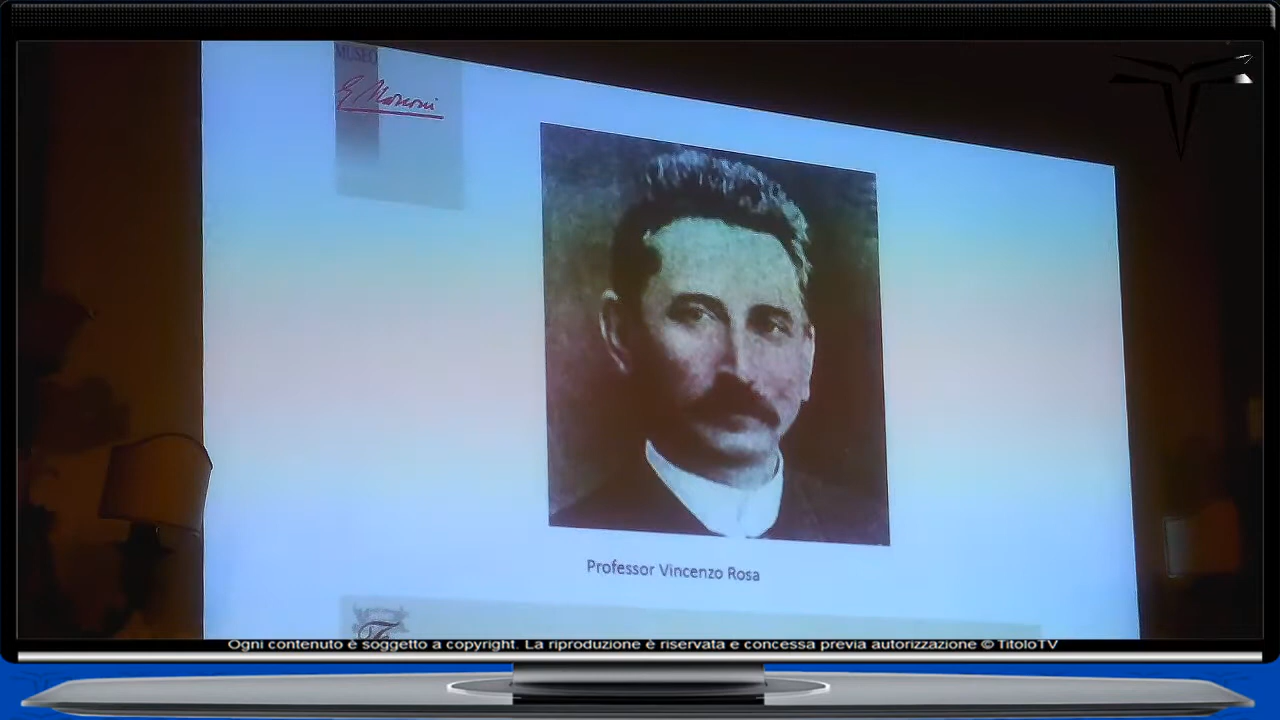 MUSEO
G Marconi
Professor Vincenzo Rosa
Ogni contenuto è soggetto a copyright. La riproduzione è riservata e concessa previa autorizzazione © TitoloTV